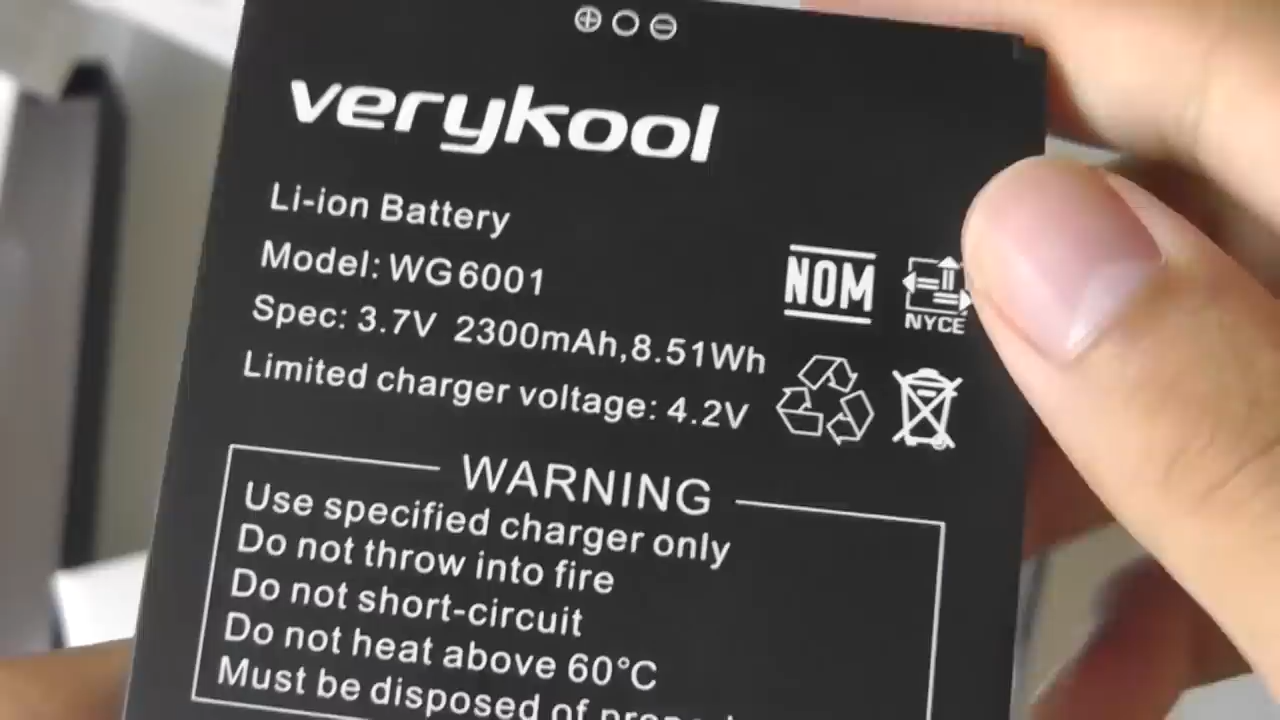 verykool
Li-ion Battery
Model: WG6001
Spec: 3.7V 2300mAh,8.51Wh
Limited charger voltage: 4.2V
NOM
NYCE
WARNING
Use specified charger only
Do not throw into fire
Do not short-circuit
Do not heat above 60°C
Must be disposed of